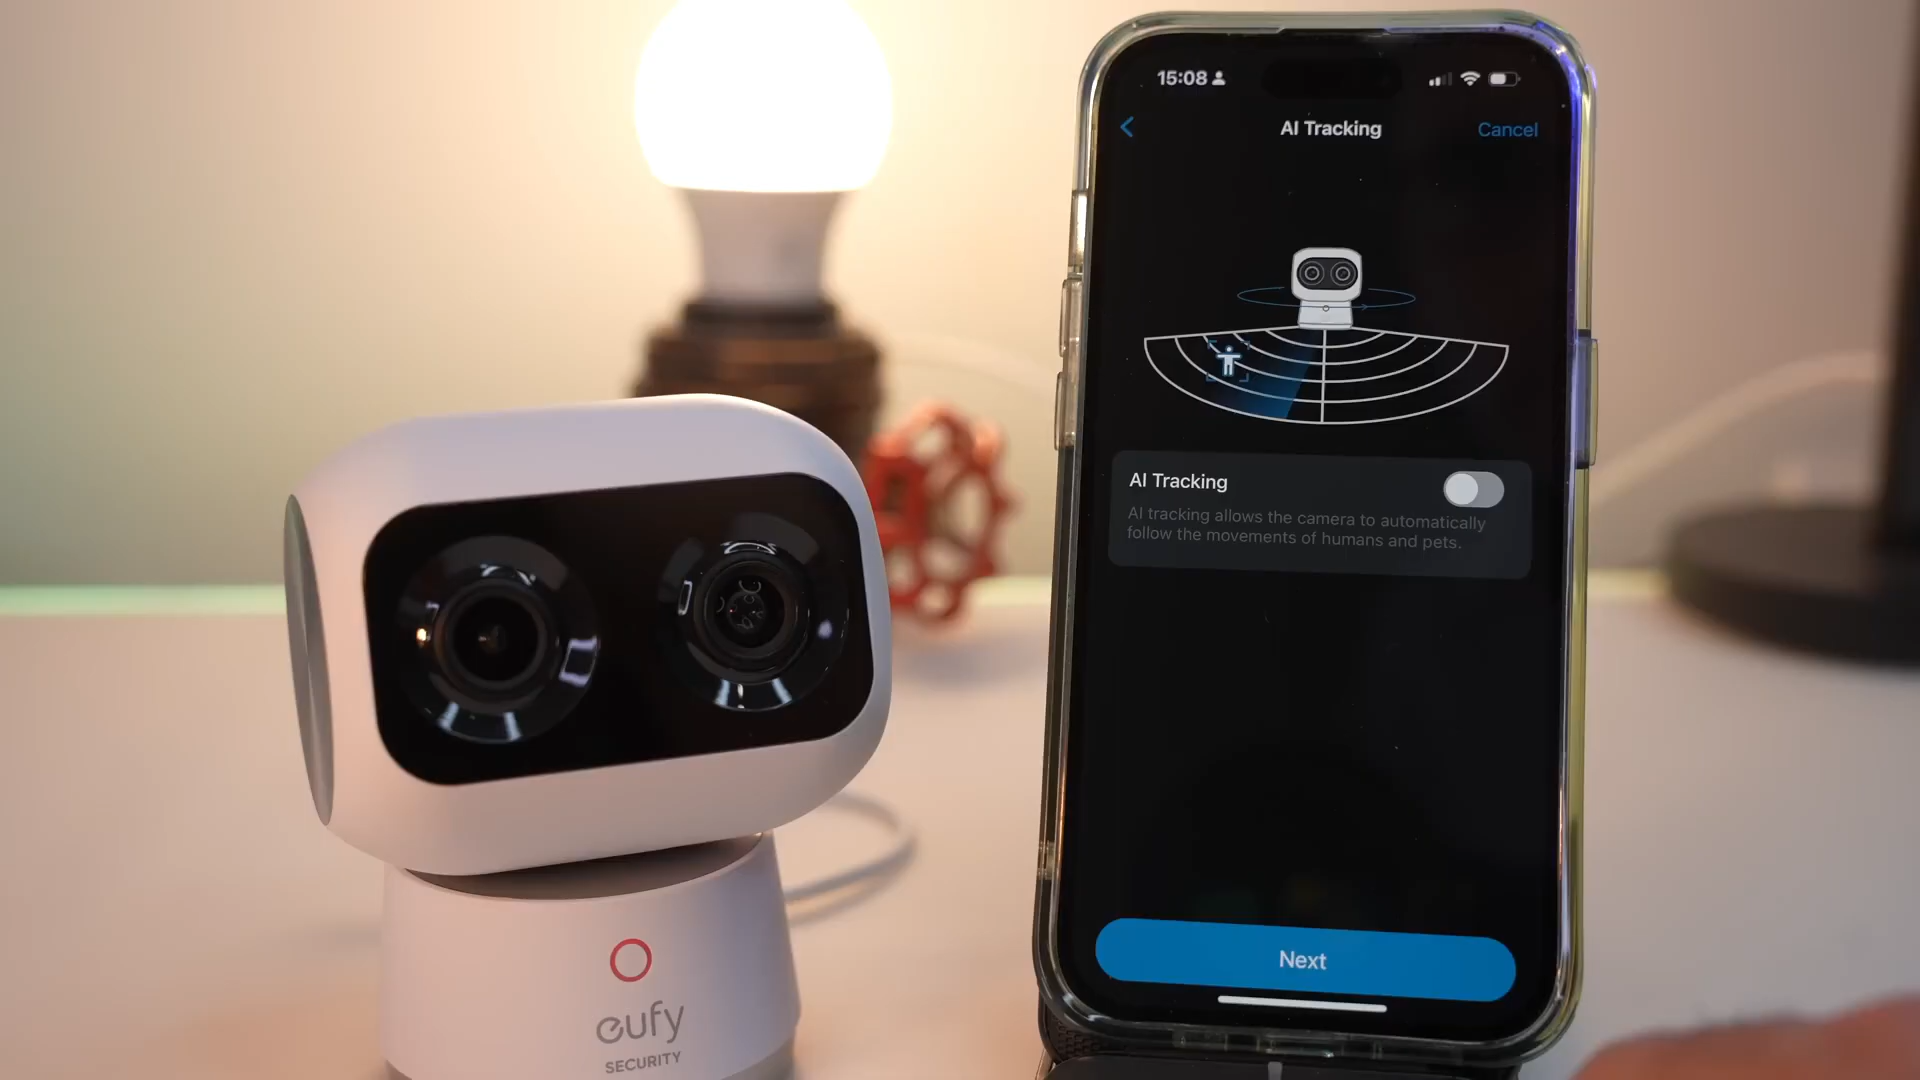 15:08
AI Tracking
Cancel
AI Tracking
AI tracking allows the camera to automatically
follow the movements of humans and pets.
Next
eufy
SECURITY